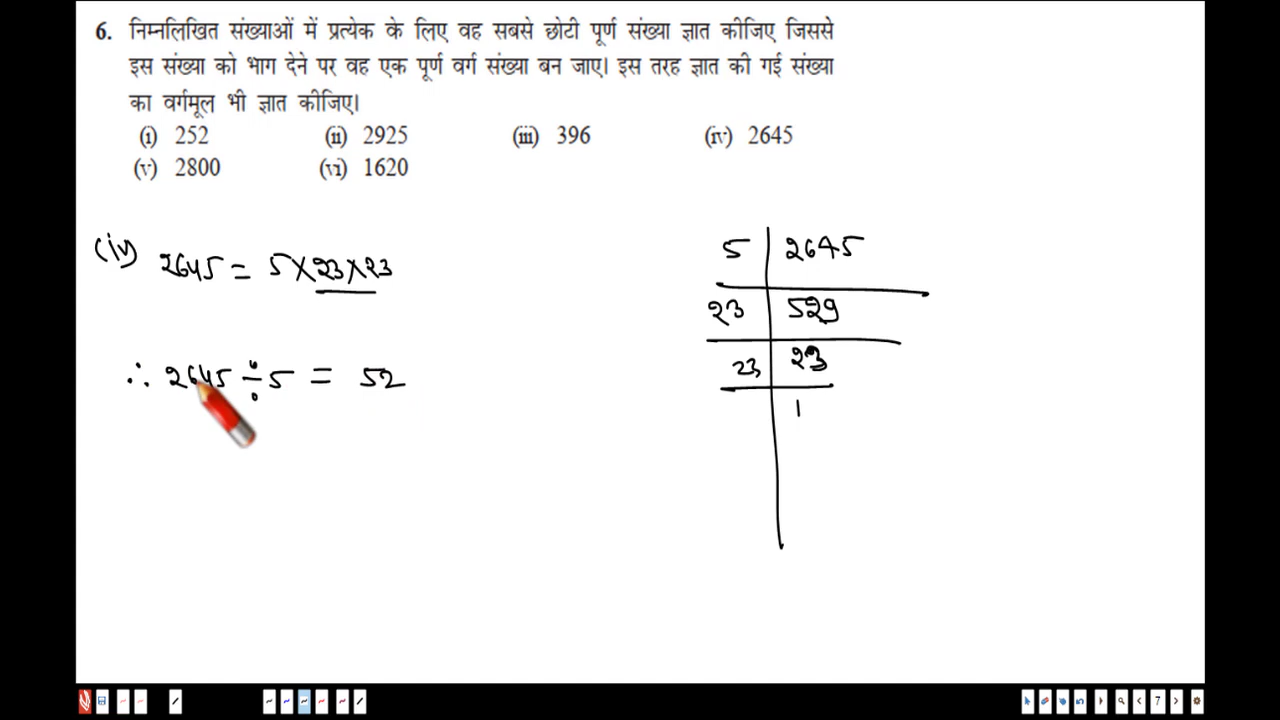 6. निम्नलिखित संख्याओं में प्रत्येक के लिए वह सबसे छोटी पूर्ण संख्या ज्ञात कीजिए जिससे
इस संख्या को भाग देने पर वह एक पूर्ण वर्ग संख्या बन जाए। इस तरह ज्ञात की गई संख्या
का वर्गमूल भी ज्ञात कीजिए।
(i) 252 (ii) 2925 (iii) 396 (iv) 2645
(v) 2800 (vi) 1620
(iv) 2645 = 5×23×23
∴ 2645 ÷ 5 = 52
5 | 2645
23 | 529
23 | 23
1
7